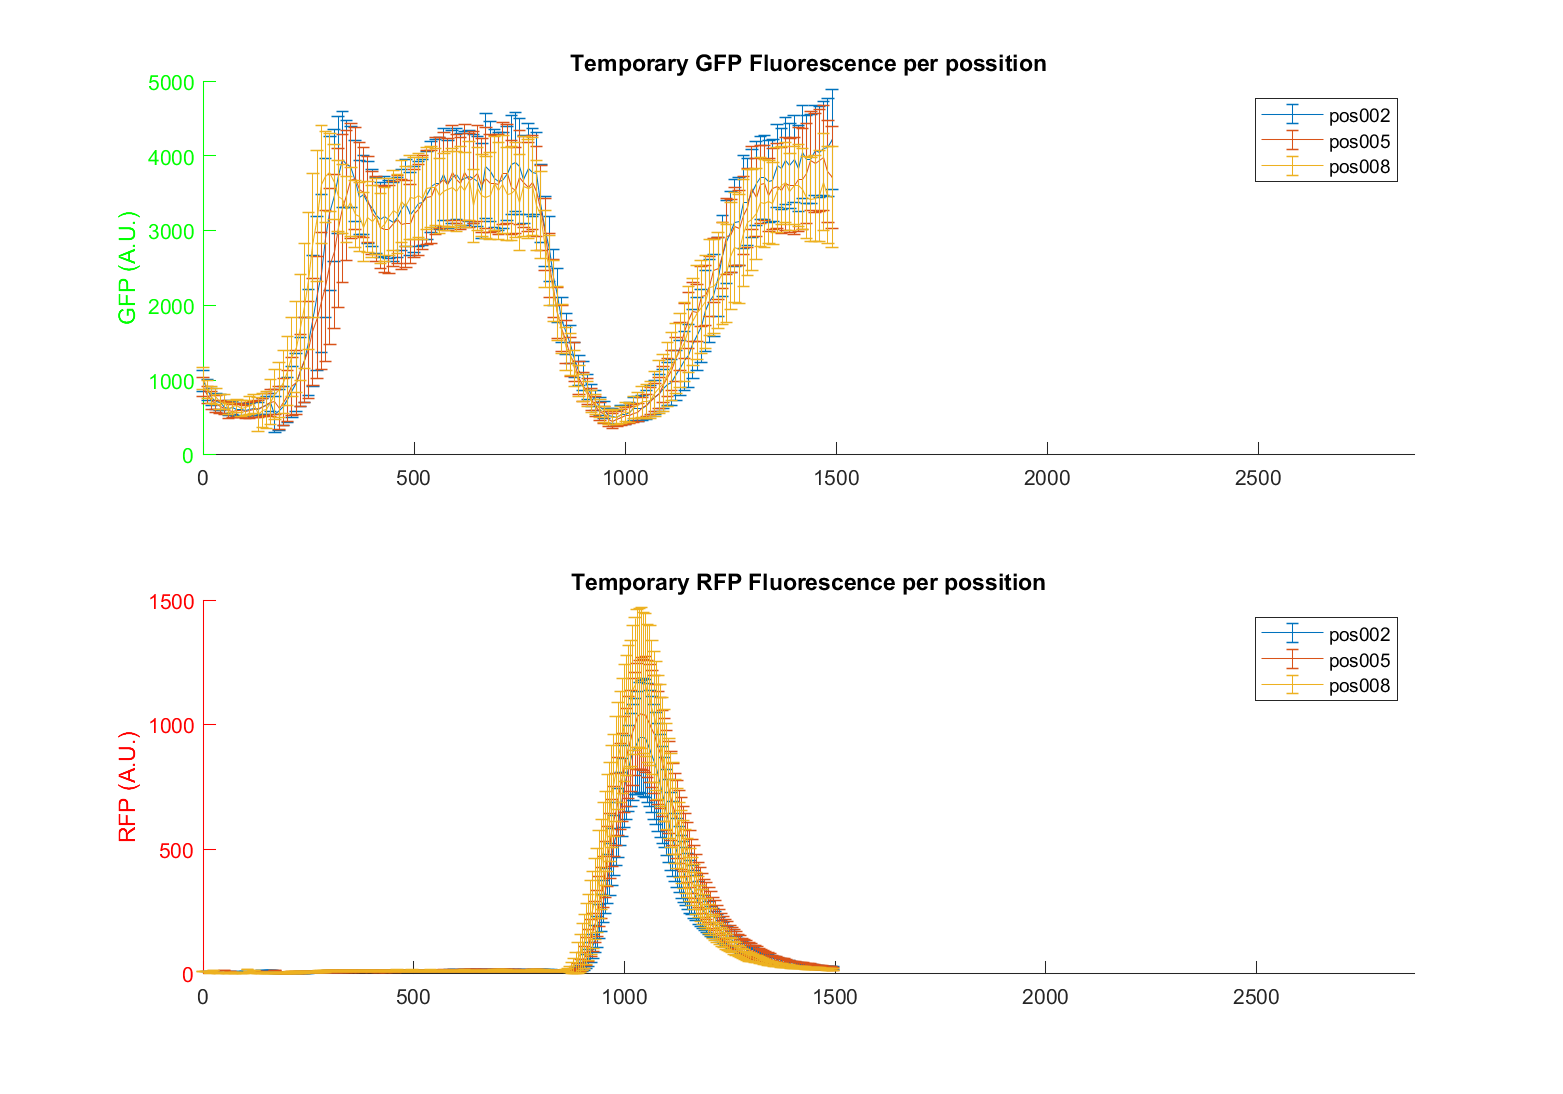 Temporary GFP Fluorescence per possition
5000
4000
3000
2000
1000
0
GFP (A.U.)
0 500 1000 1500 2000 2500
pos002
pos005
pos008
Temporary RFP Fluorescence per possition
1500
1000
500
0
RFP (A.U.)
0 500 1000 1500 2000 2500
pos002
pos005
pos008